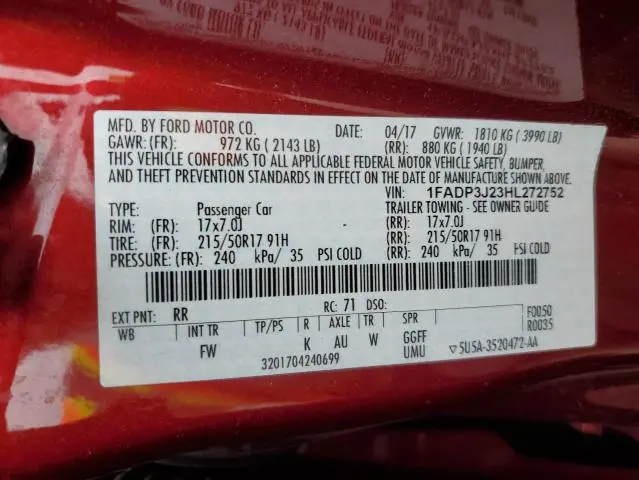 MFD. BY FORD MOTOR CO. DATE: 04/17 GVWR: 1810 KG ( 3990 LB)
GAWR: (FR): 972 KG ( 2143 LB) (RR): 880 KG ( 1940 LB)
THIS VEHICLE CONFORMS TO ALL APPLICABLE FEDERAL MOTOR VEHICLE SAFETY, BUMPER,
AND THEFT PREVENTION STANDARDS IN EFFECT ON THE DATE OF MANUFACTURE SHOWN ABOVE.
VIN: 1FADP3J23HL272752
TYPE: Passenger Car TRAILER TOWING - SEE OWNER GUIDE
RIM: (FR): 17x7.0J (RR): 17x7.0J
TIRE: (FR): 215/50R17 91H (RR): 215/50R17 91H
PRESSURE: (FR): 240 kPa/ 35 PSI COLD (RR): 240 kPa/ 35 PSI COLD
EXT PNT: RR RC: 71 DSO: F0050
WB INT TR TP/PS R AXLE TR SPR R0035
FW K AU W GGFF
UMU
3201704240699 5U5A-3520472-AA